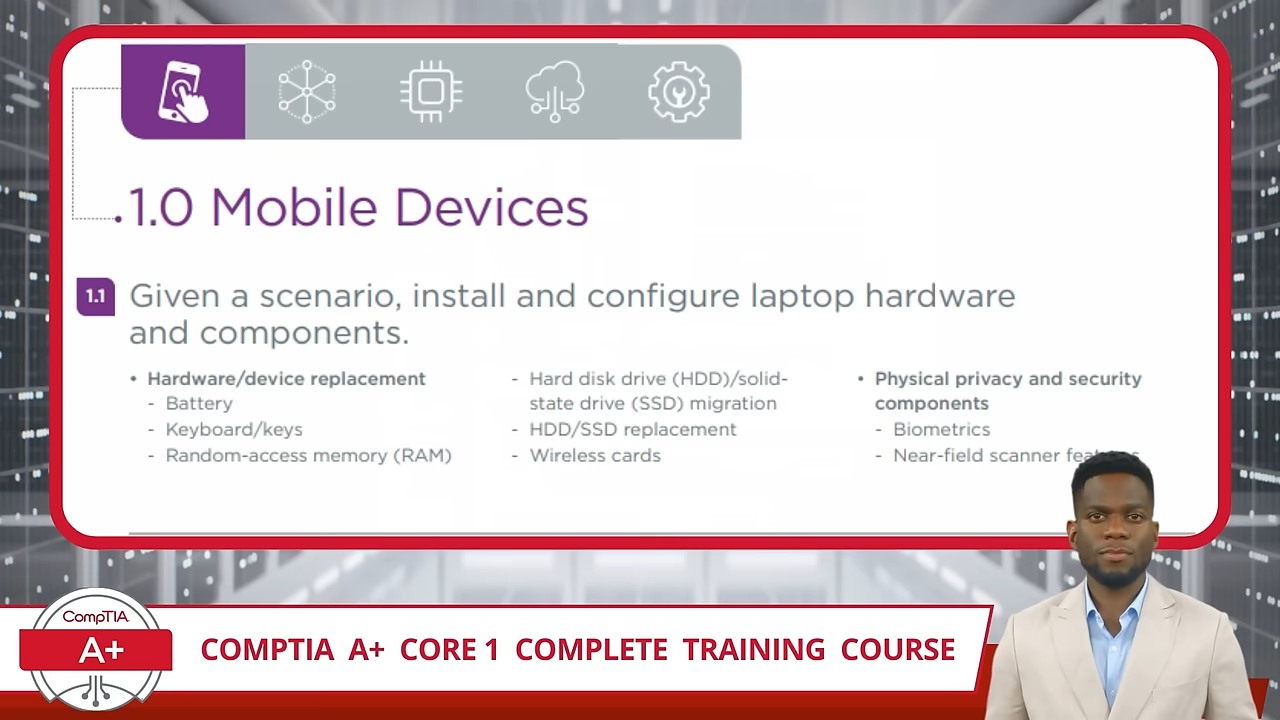 1.0 Mobile Devices
1.1
Given a scenario, install and configure laptop hardware
and components.
• Hardware/device replacement
- Battery
- Keyboard/keys
- Random-access memory (RAM)
- Hard disk drive (HDD)/solid-
state drive (SSD) migration
- HDD/SSD replacement
- Wireless cards
• Physical privacy and security
components
- Biometrics
- Near-field scanner
CompTIA
A+
COMPTIA A+ CORE 1 COMPLETE TRAINING COURSE